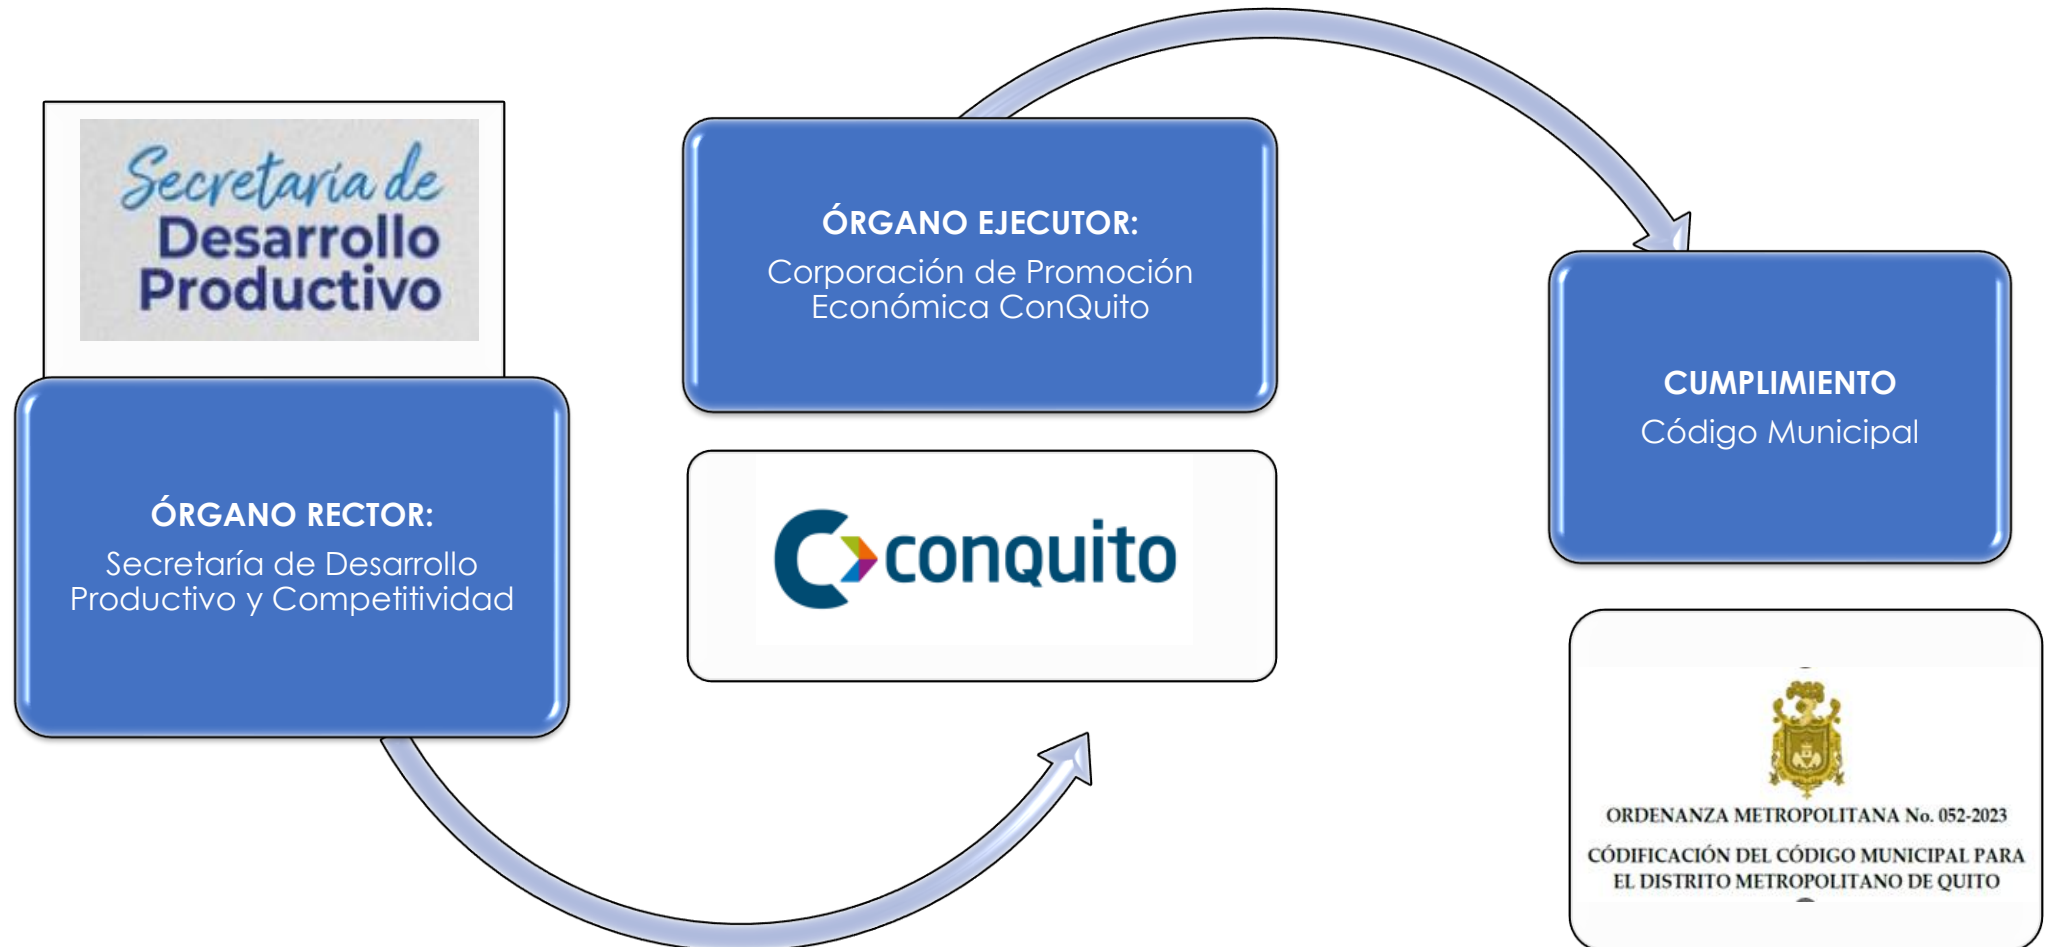 Secretaría de
Desarrollo
Productivo
ÓRGANO RECTOR:
Secretaría de Desarrollo
Productivo y Competitividad
ÓRGANO EJECUTOR:
Corporación de Promoción
Económica ConQuito
conquito
CUMPLIMIENTO
Código Municipal
ORDENANZA METROPOLITANA No. 052-2023
CÓDIFICACIÓN DEL CÓDIGO MUNICIPAL PARA
EL DISTRITO METROPOLITANO DE QUITO